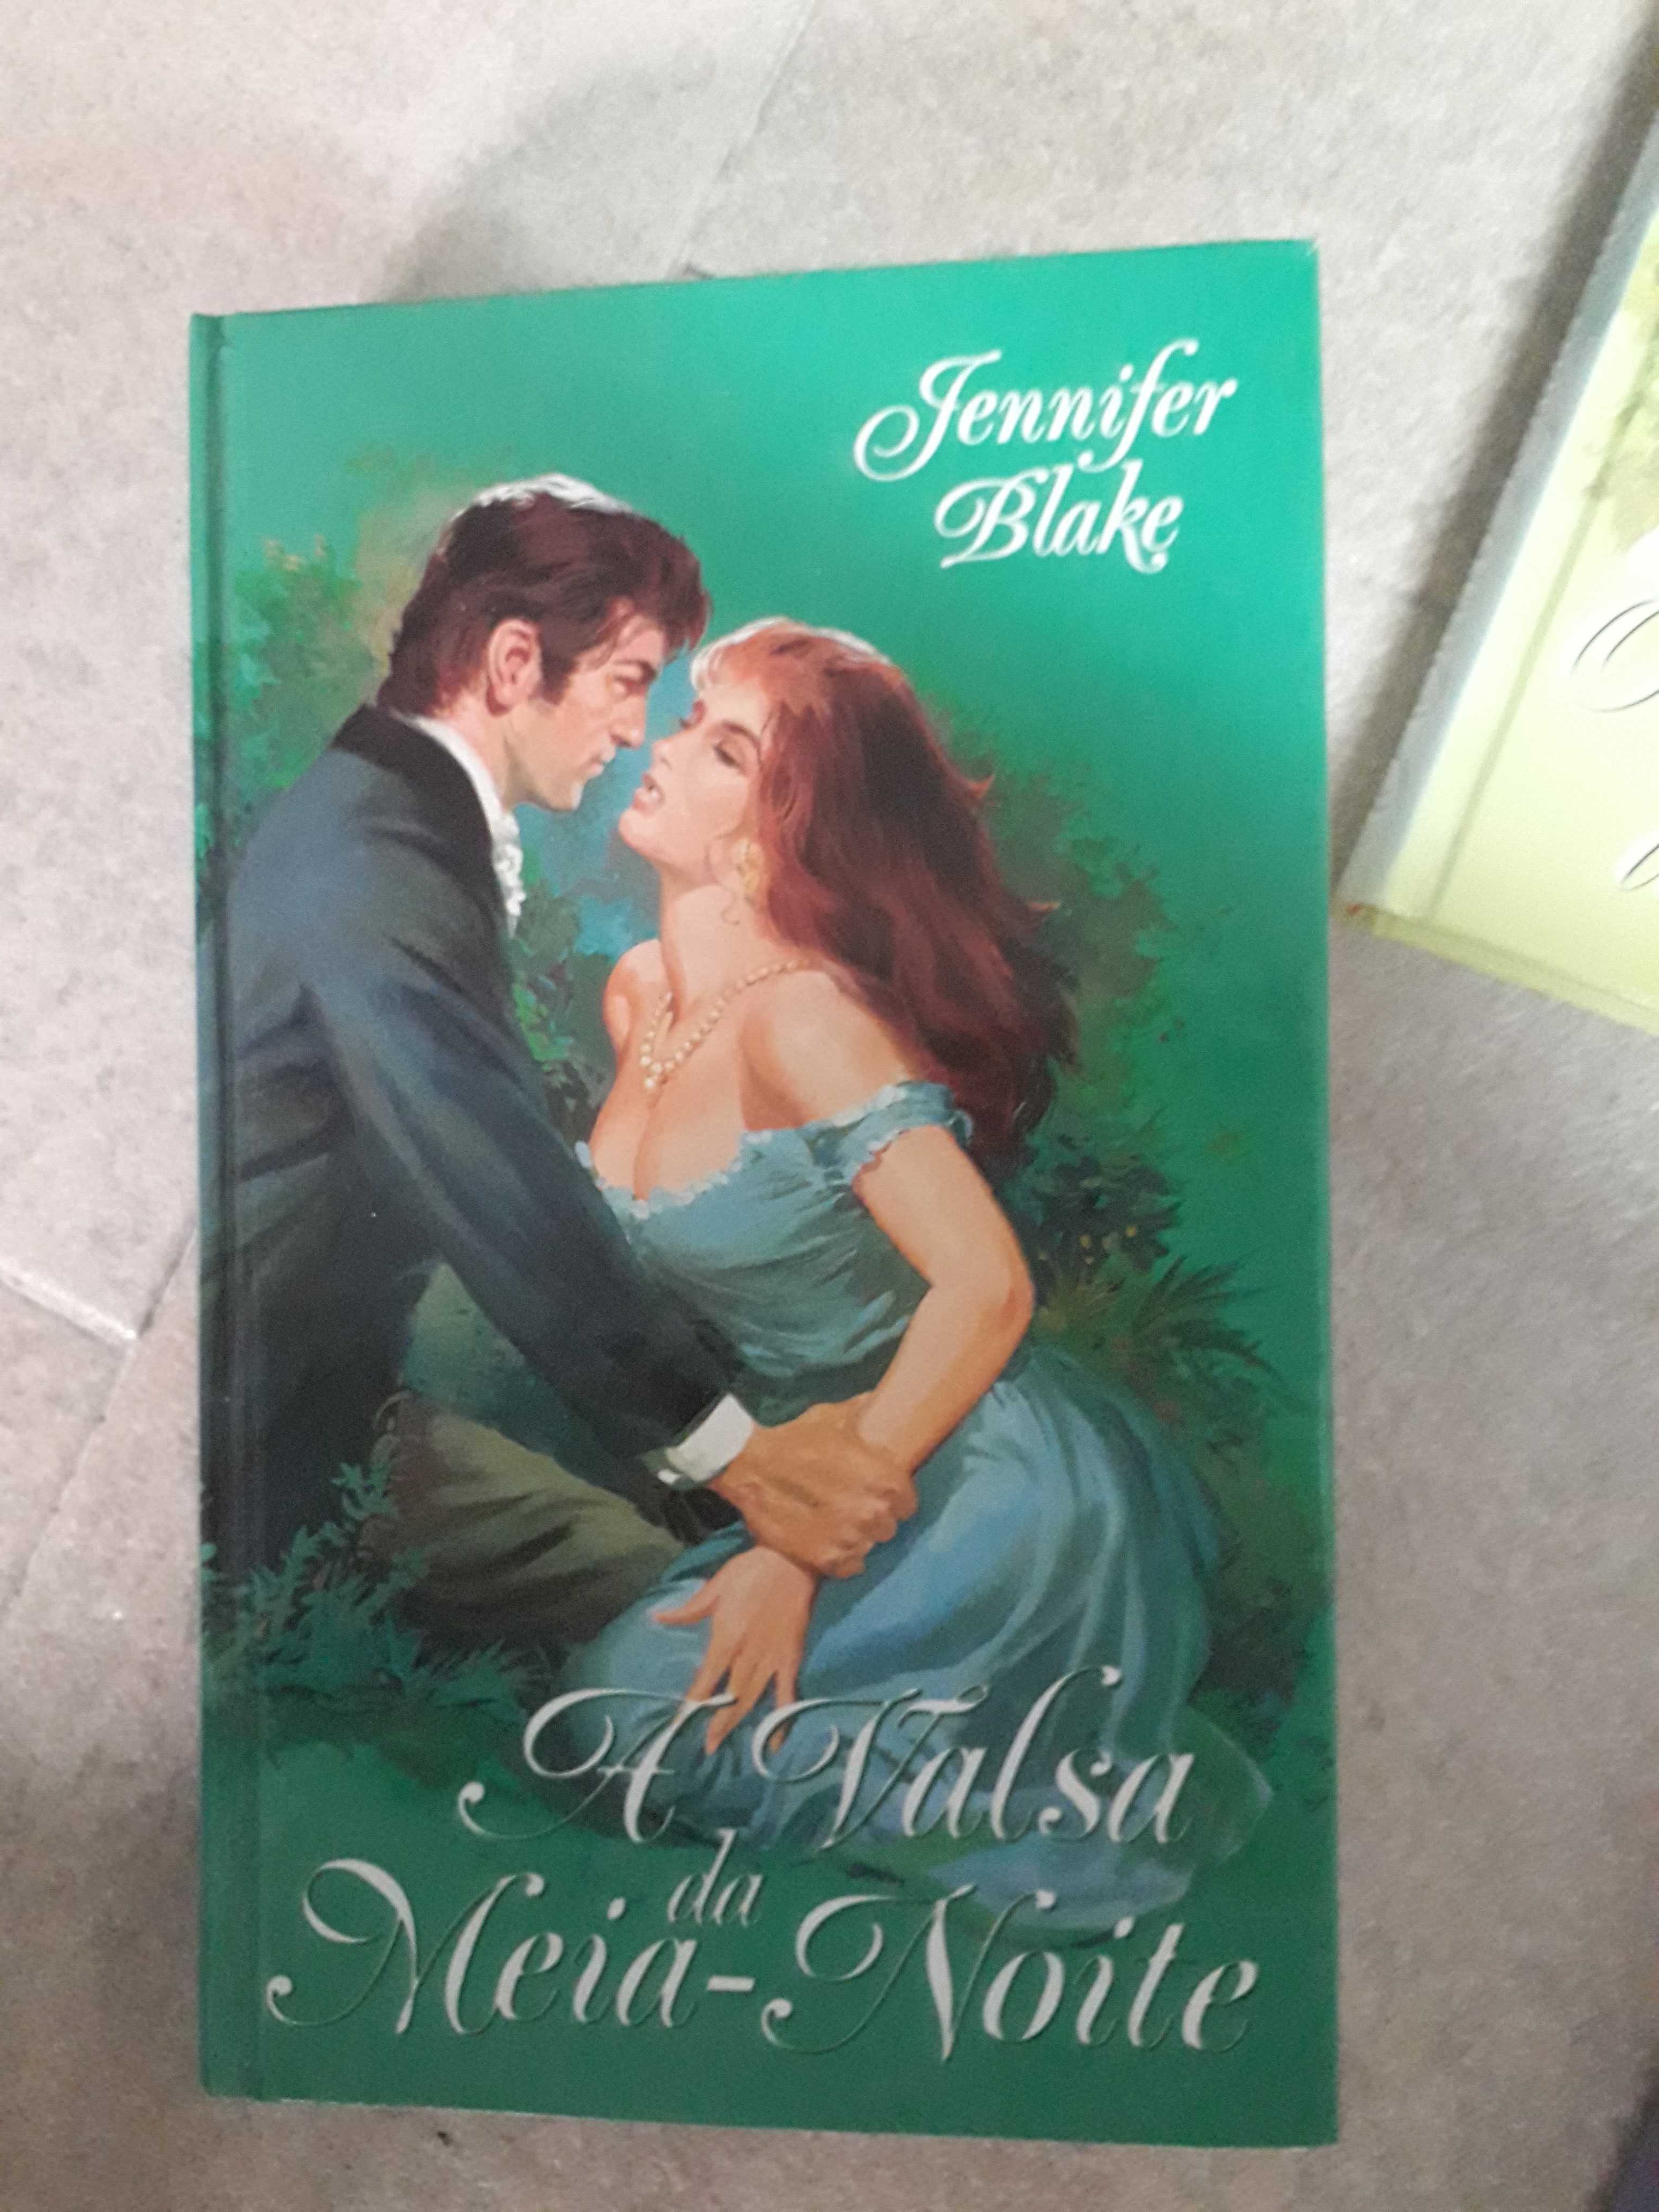 Jennifer
Blake
A Valsa
da
Meia-Noite